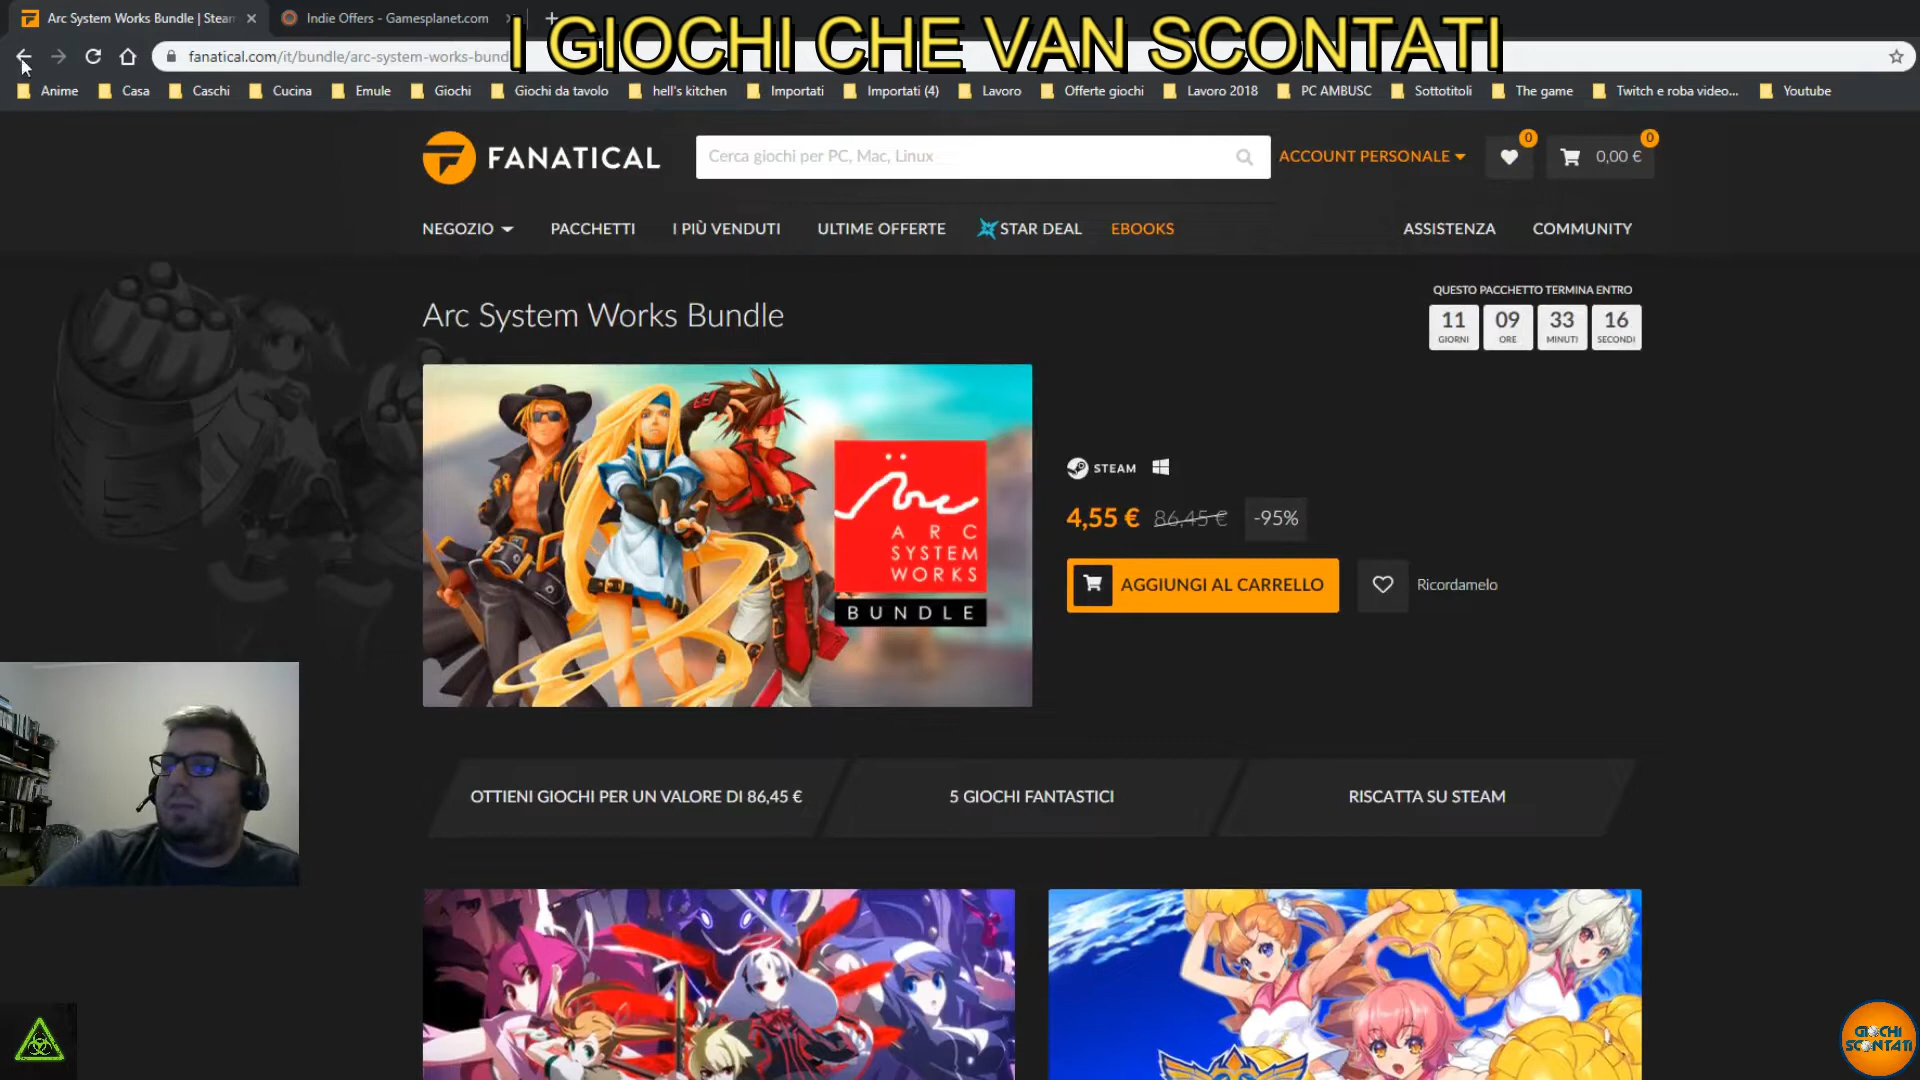 Arc System Works Bundle | Steam
Indie Offers - Gamesplanet.com
I GIOCHI CHE VAN SCONTATI
fanatical.com/it/bundle/arc-system-works-bund
Anime Casa Caschi Cucina Emule Giochi Giochi da tavolo hell's kitchen Importati Importati (4) Lavoro Offerte giochi Lavoro 2018 PC AMBUSC Sottotitoli The game Twitch e roba video... Youtube
FANATICAL
Cerca giochi per PC, Mac, Linux
ACCOUNT PERSONALE
0
0,00 €
0
NEGOZIO PACCHETTI I PIÙ VENDUTI ULTIME OFFERTE STAR DEAL EBOOKS ASSISTENZA COMMUNITY
Arc System Works Bundle
QUESTO PACCHETTO TERMINA ENTRO
11 09 33 16
GIORNI ORE MINUTI SECONDI
ARC
SYSTEM
WORKS
BUNDLE
STEAM
4,55 € 86,45 € -95%
AGGIUNGI AL CARRELLO
Ricordamelo
OTTIENI GIOCHI PER UN VALORE DI 86,45 €
5 GIOCHI FANTASTICI
RISCATTA SU STEAM
GIOCHI
SCONTATI